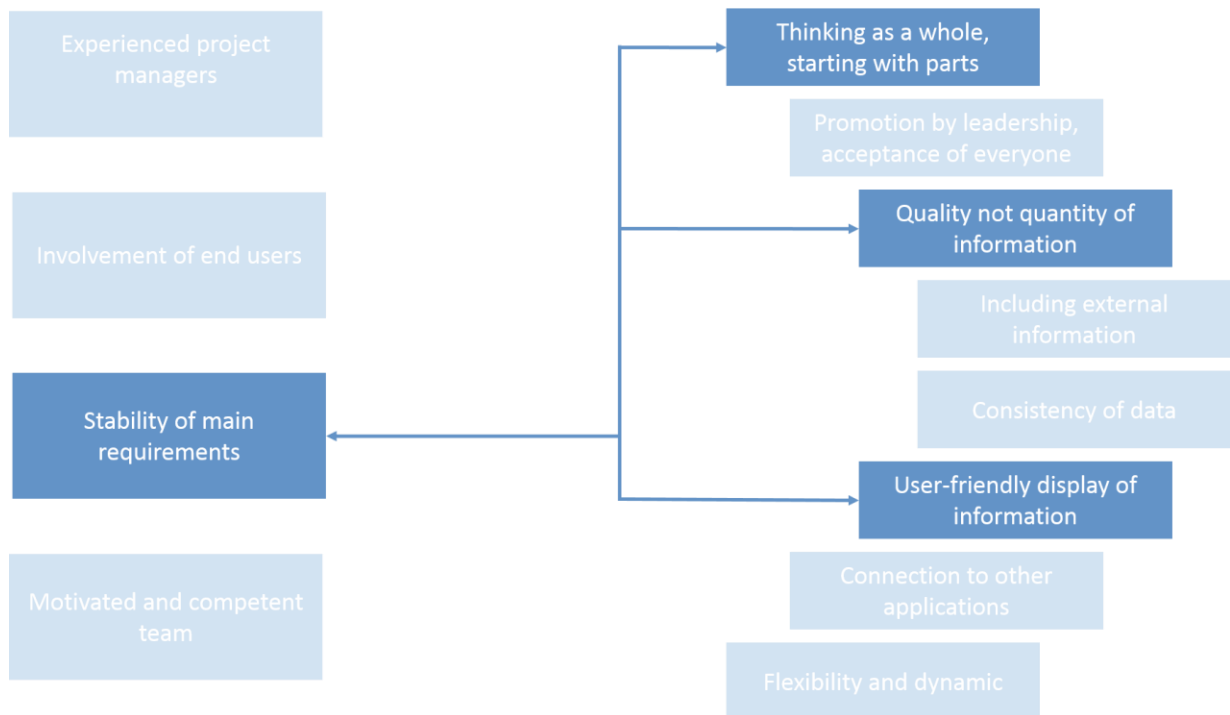 Experienced project
managers
Involvement of end users
Stability of main
requirements
Motivated and competent
team
Thinking as a whole,
starting with parts
Promotion by leadership,
acceptance of everyone
Quality not quantity of
information
Including external
information
Consistency of data
User-friendly display of
information
Connection to other
applications
Flexibility and dynamic